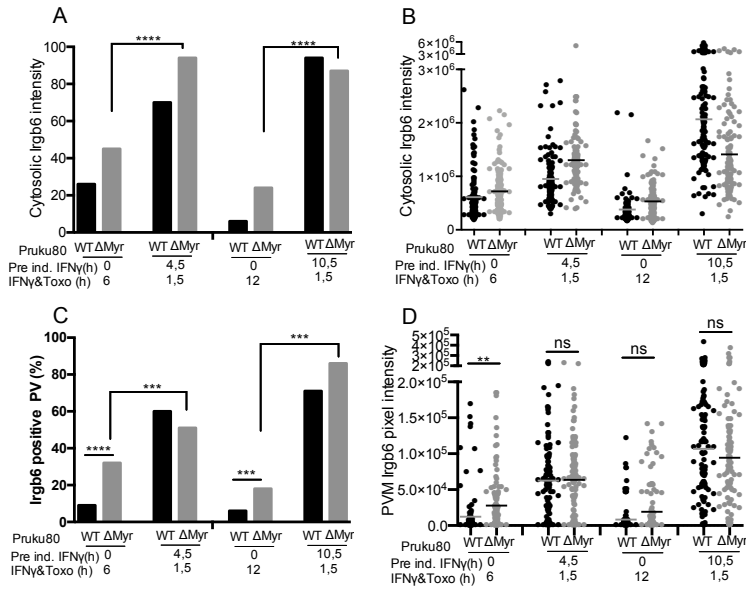 A
****
****
Cytosolic Irgb6 intensity
100
80
60
40
20
0
Pruku80 WT ΔMyr WT ΔMyr WT ΔMyr WT ΔMyr
Pre ind. IFNγ(h) 0 4,5 0 10,5
IFNγ&Toxo (h) 6 1,5 12 1,5
B
Cytosolic Irgb6 intensity
6×10⁶
3×10⁶
3×10⁶
2×10⁶
1×10⁶
0
Pruku80 WT ΔMyr WT ΔMyr WT ΔMyr WT ΔMyr
Pre ind. IFNγ(h) 0 4,5 0 10,5
IFNγ&Toxo (h) 6 1,5 12 1,5
C
***
***
****
***
Irgb6 positive PV (%)
100
80
60
40
20
0
Pruku80 WT ΔMyr WT ΔMyr WT ΔMyr WT ΔMyr
Pre ind. IFNγ(h) 0 4,5 0 10,5
IFNγ&Toxo (h) 6 1,5 12 1,5
D
** ns ns ns
PVM Irgb6 pixel intensity
5×10⁵
4×10⁵
3×10⁵
2×10⁵
2.0×10⁵
1.5×10⁵
1.0×10⁵
5.0×10⁴
0.0
Pruku80 WT ΔMyr WT ΔMyr WT ΔMyr WT ΔMyr
Pre ind. IFNγ(h) 0 4,5 0 10,5
IFNγ&Toxo (h) 6 1,5 12 1,5